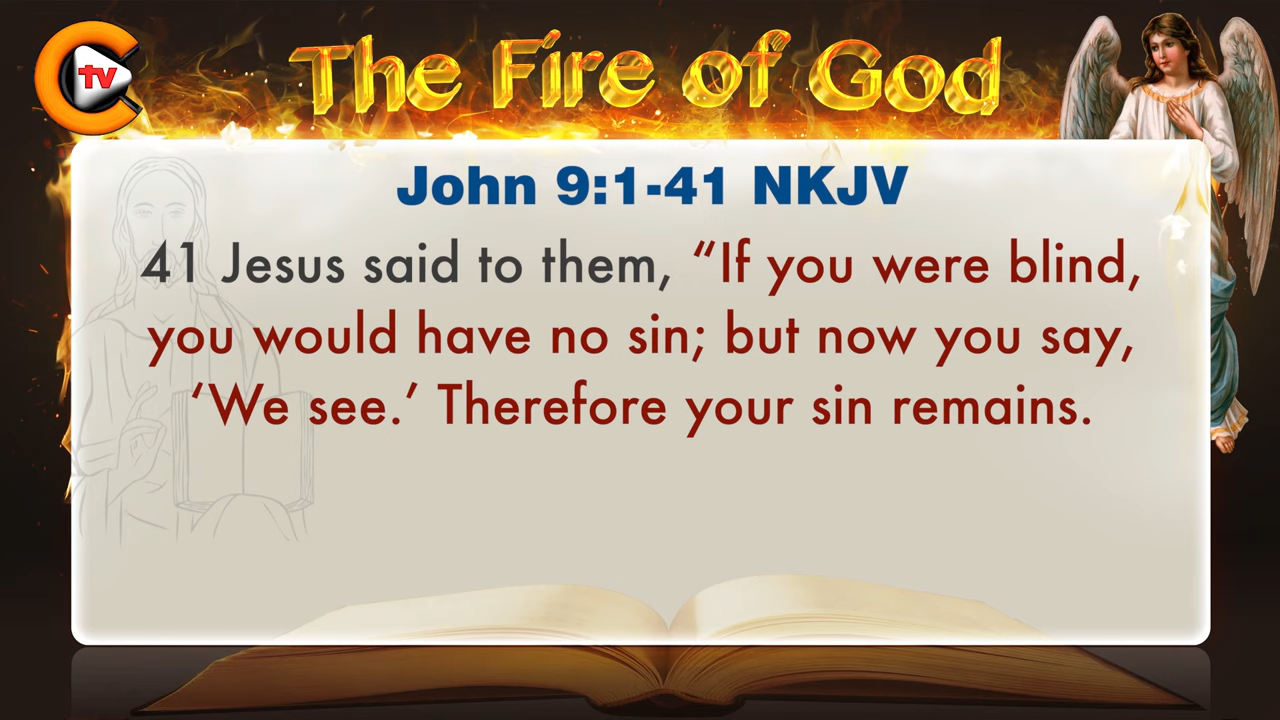 tv
The Fire of God
John 9:1-41 NKJV
41 Jesus said to them, “If you were blind,
you would have no sin; but now you say,
‘We see.’ Therefore your sin remains.